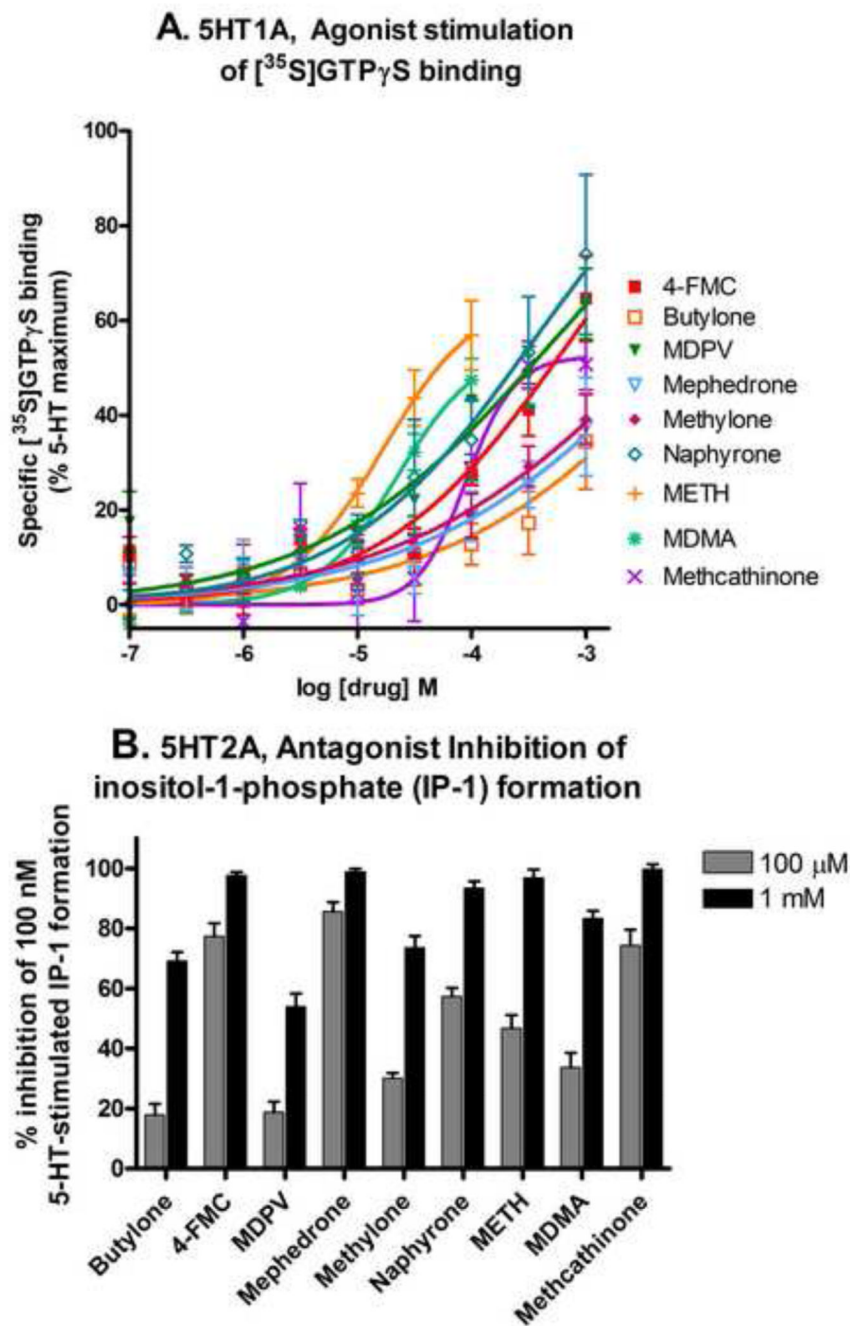 A. 5HT1A, Agonist stimulation
of [³⁵S]GTPγS binding
Specific [³⁵S]GTPγS binding
(% 5-HT maximum)
100
80
60
40
20
0
-7
-6
-5
-4
-3
log [drug] M
4-FMC
Butylone
MDPV
Mephedrone
Methylone
Naphyrone
METH
MDMA
Methcathinone
B. 5HT2A, Antagonist Inhibition of
inositol-1-phosphate (IP-1) formation
% inhibition of 100 nM
5-HT-stimulated IP-1 formation
100
80
60
40
20
0
100 μM
1 mM
Butylone
4-FMC
MDPV
Mephedrone
Methylone
Naphyrone
METH
MDMA
Methcathinone